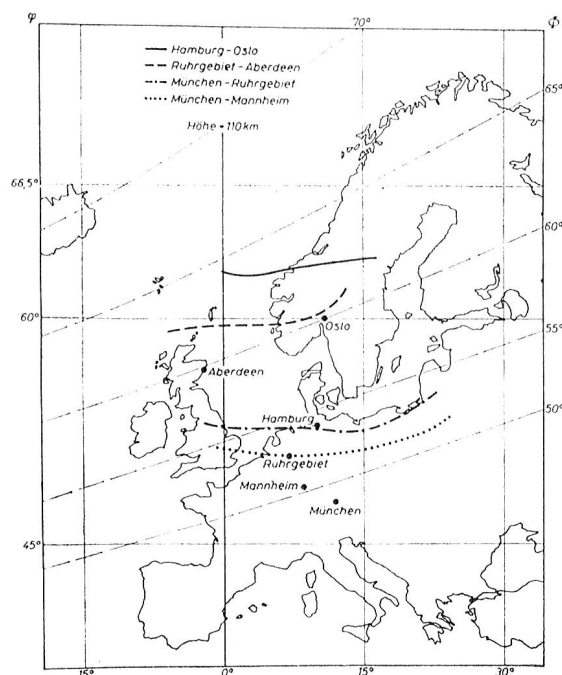 φ
70°
Φ
Hamburg-Oslo
Ruhrgebiet-Aberdeen
München-Ruhrgebiet
München-Mannheim
Höhe = 110 km
65°
66,5°
60°
60°
Oslo
55°
Aberdeen
Hamburg
50°
Ruhrgebiet
Mannheim
München
45°
15°
0°
15°
30°